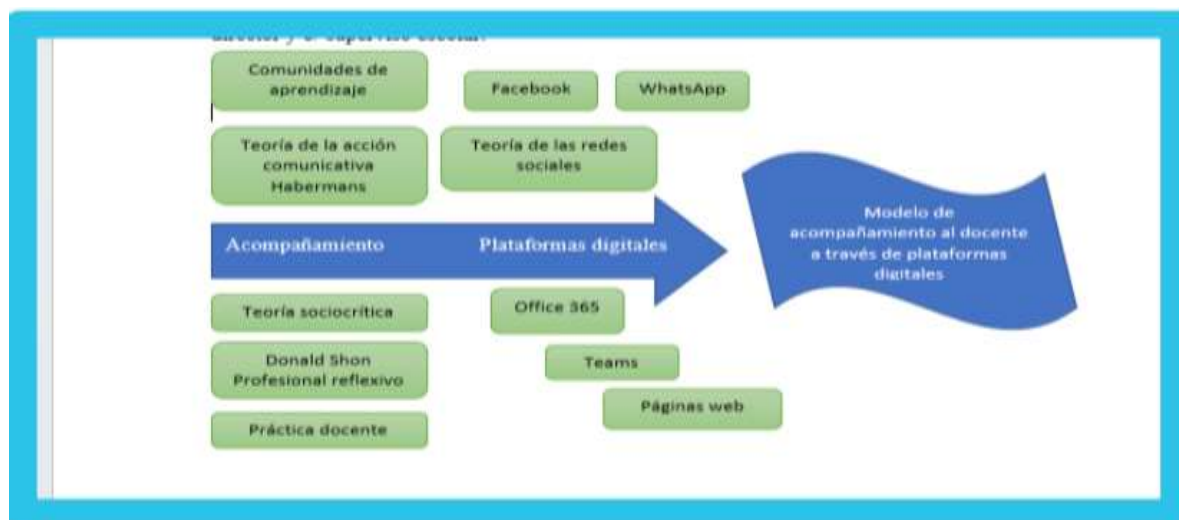 Comunidades de
aprendizaje
Facebook
WhatsApp
Teoría de la acción
comunicativa
Habermans
Teoría de las redes
sociales
Acompañamiento
Plataformas digitales
Modelo de
acompañamiento al docente
a través de plataformas
digitales
Teoría sociocrítica
Office 365
Donald Shon
Profesional reflexivo
Teams
Páginas web
Práctica docente